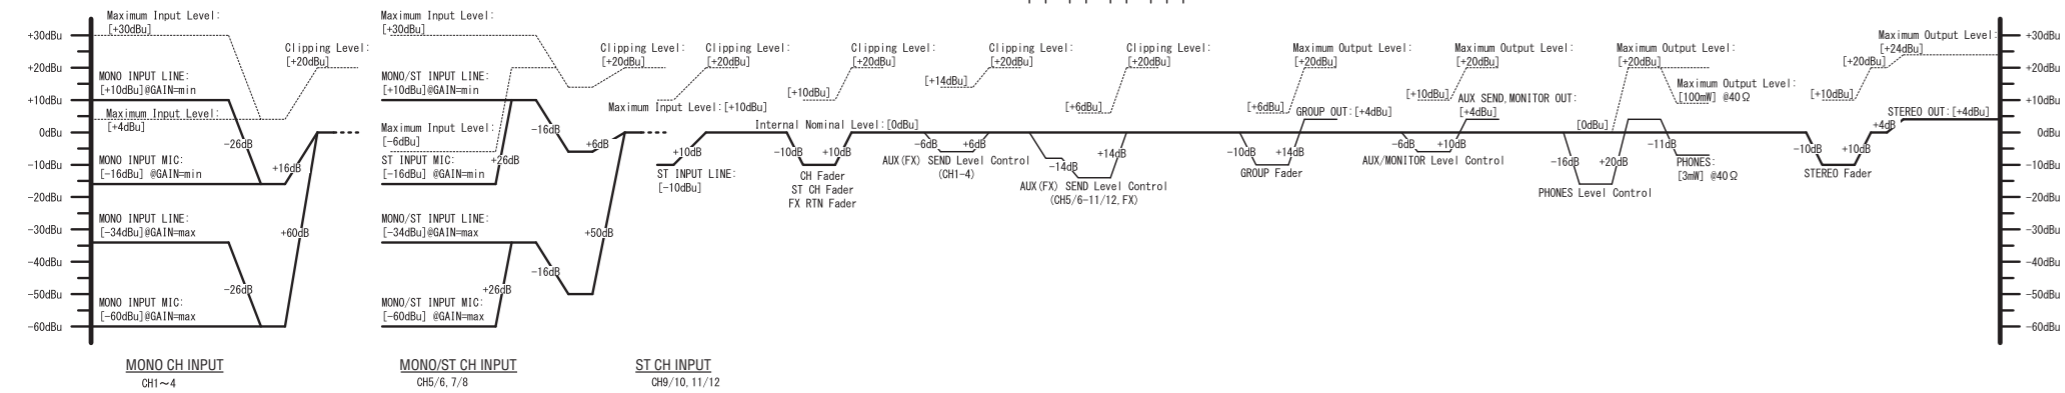 +30dBu
+20dBu
+10dBu
0dBu
-10dBu
-20dBu
-30dBu
-40dBu
-50dBu
-60dBu
Maximum Input Level:
[+30dBu]
Clipping Level:
[+20dBu]
MONO INPUT LINE:
[+10dBu]@GAIN=min
Maximum Input Level:
[+4dBu]
-26dB
MONO INPUT MIC:
[-16dBu] @GAIN=min
+16dB
MONO INPUT LINE:
[-34dBu]@GAIN=max
+60dB
-26dB
MONO INPUT MIC:
[-60dBu]@GAIN=max
MONO CH INPUT
CH1～4
Maximum Input Level:
[+30dBu]
Clipping Level:
[+20dBu]
MONO/ST INPUT LINE:
[+10dBu]@GAIN=min
Maximum Input Level:
[-6dBu]
-16dB
+6dB
ST INPUT MIC:
[-16dBu] @GAIN=min
+26dB
MONO/ST INPUT LINE:
[-34dBu]@GAIN=max
+50dB
-16dB
+26dB
MONO/ST INPUT MIC:
[-60dBu] @GAIN=max
MONO/ST CH INPUT
CH5/6, 7/8
Clipping Level:
[+20dBu]
Maximum Input Level:[+10dBu]
+10dB
ST INPUT LINE:
[-10dBu]
ST CH INPUT
CH9/10, 11/12
Internal Nominal Level:[0dBu]
Clipping Level:
[+20dBu]
[+10dBu]
-10dB
+10dB
CH Fader
ST CH Fader
FX RTN Fader
Clipping Level:
[+20dBu]
[+14dBu]
-6dB
+6dB
AUX(FX) SEND Level Control
(CH1-4)
Clipping Level:
[+20dBu]
[+6dBu]
-14dB
+14dB
AUX(FX) SEND Level Control
(CH5/6-11/12,FX)
Maximum Output Level:
[+20dBu]
[+6dBu]
GROUP OUT:[+4dBu]
-10dB
+14dB
GROUP Fader
Maximum Output Level:
[+20dBu]
[+10dBu]
AUX SEND,MONITOR OUT:
[+4dBu]
-6dB
+10dB
AUX/MONITOR Level Control
Maximum Output Level:
[+20dBu]
Maximum Output Level:
[100mW] @40Ω
[0dBu]
-16dB
+20dB
-11dB
PHONES:
[3mW] @40Ω
PHONES Level Control
Maximum Output Level:
[+24dBu]
[+20dBu]
[+10dBu]
STEREO OUT:[+4dBu]
+4dB
-10dB
+10dB
STEREO Fader
+30dBu
+20dBu
+10dBu
0dBu
-10dBu
-20dBu
-30dBu
-40dBu
-50dBu
-60dBu